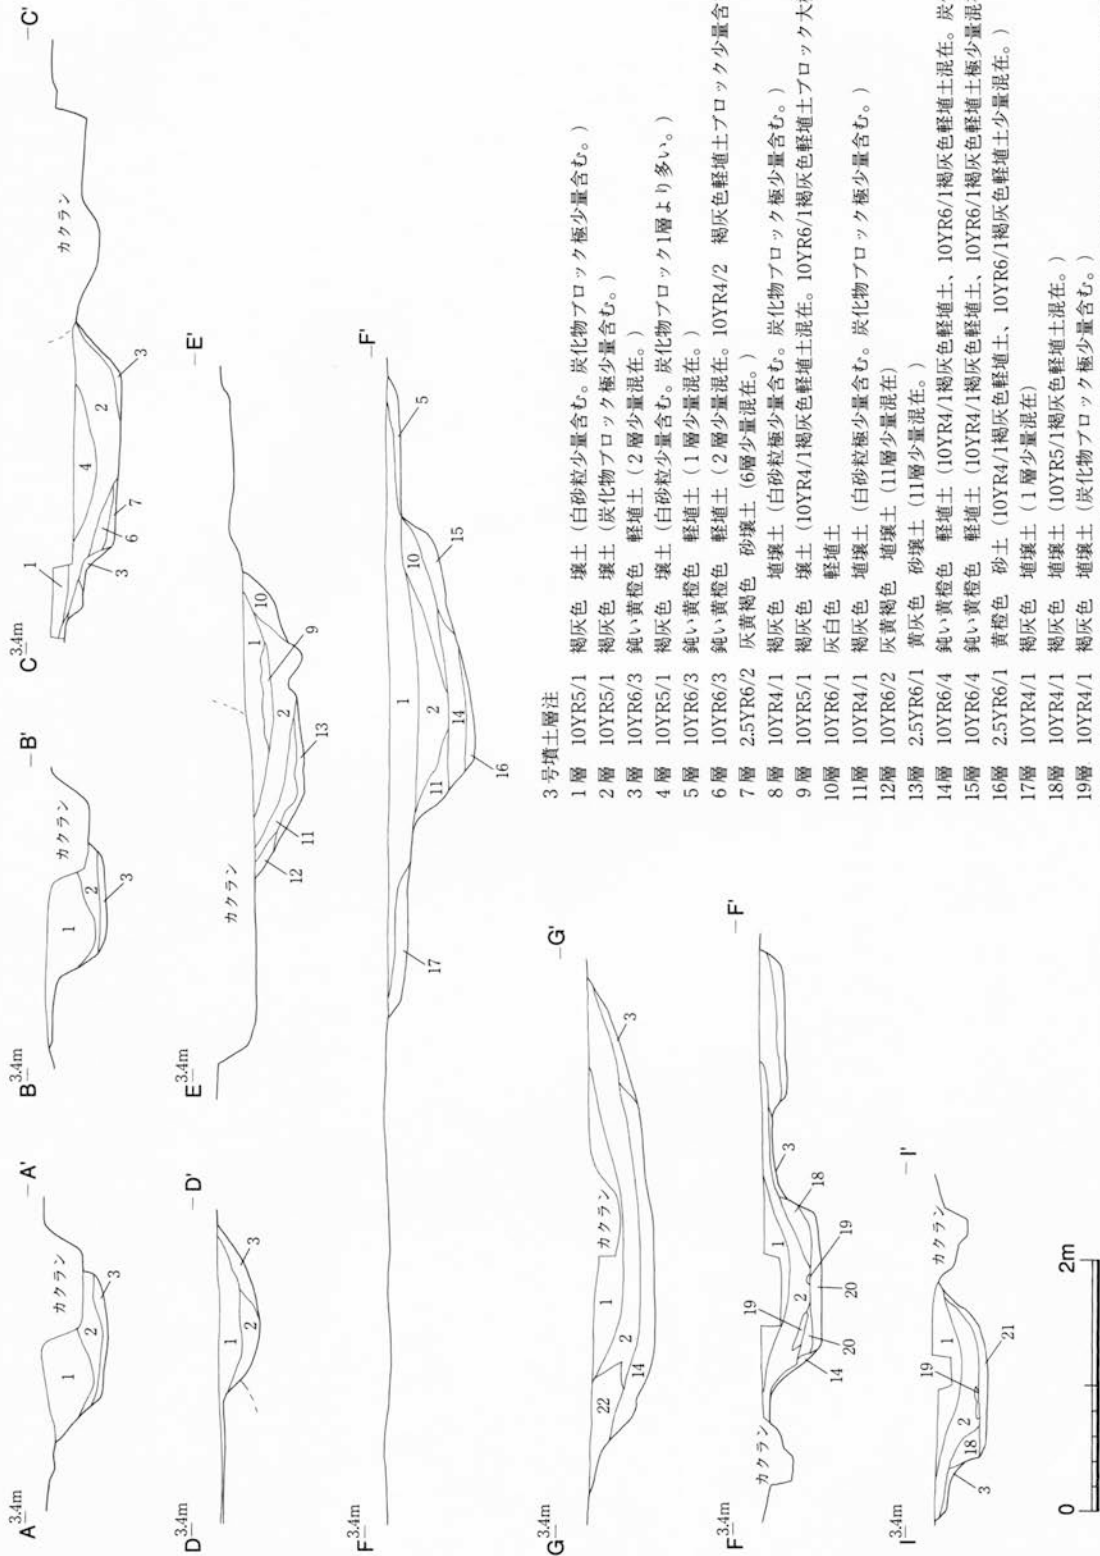 A 3.4m
A'
カクラン
1
2
3
B 3.4m
B'
カクラン
1
2
3
C 3.4m
C'
カクラン
1
4
2
3
6
7
3
D 3.4m
D'
1
2
3
E 3.4m
E'
カクラン
1
10
9
2
13
11
12
F 3.4m
F'
5
10
15
1
2
14
16
11
17
G 3.4m
G'
カクラン
1
2
3
14
22
F 3.4m
F'
カクラン
1
2
3
18
19
19
20
20
14
I 3.4m
I'
カクラン
1
19
2
18
3
21
0
2m
3号墳土層注
1層 10YR5/1 褐灰色 壌土(白砂粒少量含む。炭化物ブロック極少量含む。)
2層 10YR5/1 褐灰色 壌土(炭化物ブロック極少量含む。)
3層 10YR6/3 鈍い黄橙色 軽埴土(2層少量混在。)
4層 10YR5/1 褐灰色 壌土(白砂粒少量含む。炭化物ブロック1層より多い。)
5層 10YR6/3 鈍い黄橙色 軽埴土(1層少量混在。)
6層 10YR6/3 鈍い黄橙色 軽埴土(2層少量混在。10YR4/2 褐灰色軽埴土ブロック少量含
7層 2.5YR6/2 灰黄褐色 砂壌土(6層少量混在。)
8層 10YR4/1 褐灰色 埴壌土(白砂粒極少量含む。炭化物ブロック極少量含む。)
9層 10YR5/1 褐灰色 壌土(10YR4/1褐灰色軽埴土混在。10YR6/1褐灰色軽埴土ブロック大
10層 10YR6/1 灰白色 軽埴土
11層 10YR4/1 褐灰色 埴壌土(白砂粒極少量含む。炭化物ブロック極少量含む。)
12層 10YR6/2 灰黄褐色 埴壌土(11層少量混在)
13層 2.5YR6/1 黄灰色 砂壌土(11層少量混在。)
14層 10YR6/4 鈍い黄橙色 軽埴土(10YR4/1褐灰色軽埴土、10YR6/1褐灰色軽埴土混在。炭
15層 10YR6/4 鈍い黄橙色 軽埴土(10YR4/1褐灰色軽埴土、10YR6/1褐灰色軽埴土極少量混
16層 2.5YR6/1 黄橙色 砂土(10YR4/1褐灰色軽埴土、10YR6/1褐灰色軽埴土少量混在。)
17層 10YR4/1 褐灰色 埴壌土(1層少量混在)
18層 10YR4/1 褐灰色 埴壌土(10YR5/1褐灰色軽埴土混在。)
19層 10YR4/1 褐灰色 埴壌土(炭化物ブロック極少量含む。)